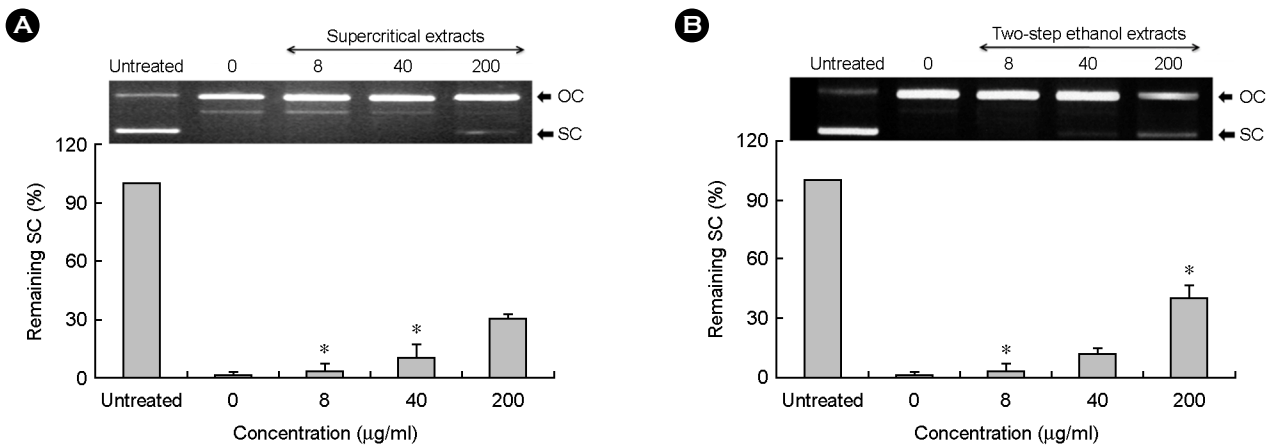 A
Supercritical extracts
Untreated 0 8 40 200
OC
SC
120
90
60
30
0
Remaining SC (%)
*
*
Untreated 0 8 40 200
Concentration (μg/ml)
B
Two-step ethanol extracts
Untreated 0 8 40 200
OC
SC
120
90
60
30
0
Remaining SC (%)
*
*
Untreated 0 8 40 200
Concentration (μg/ml)